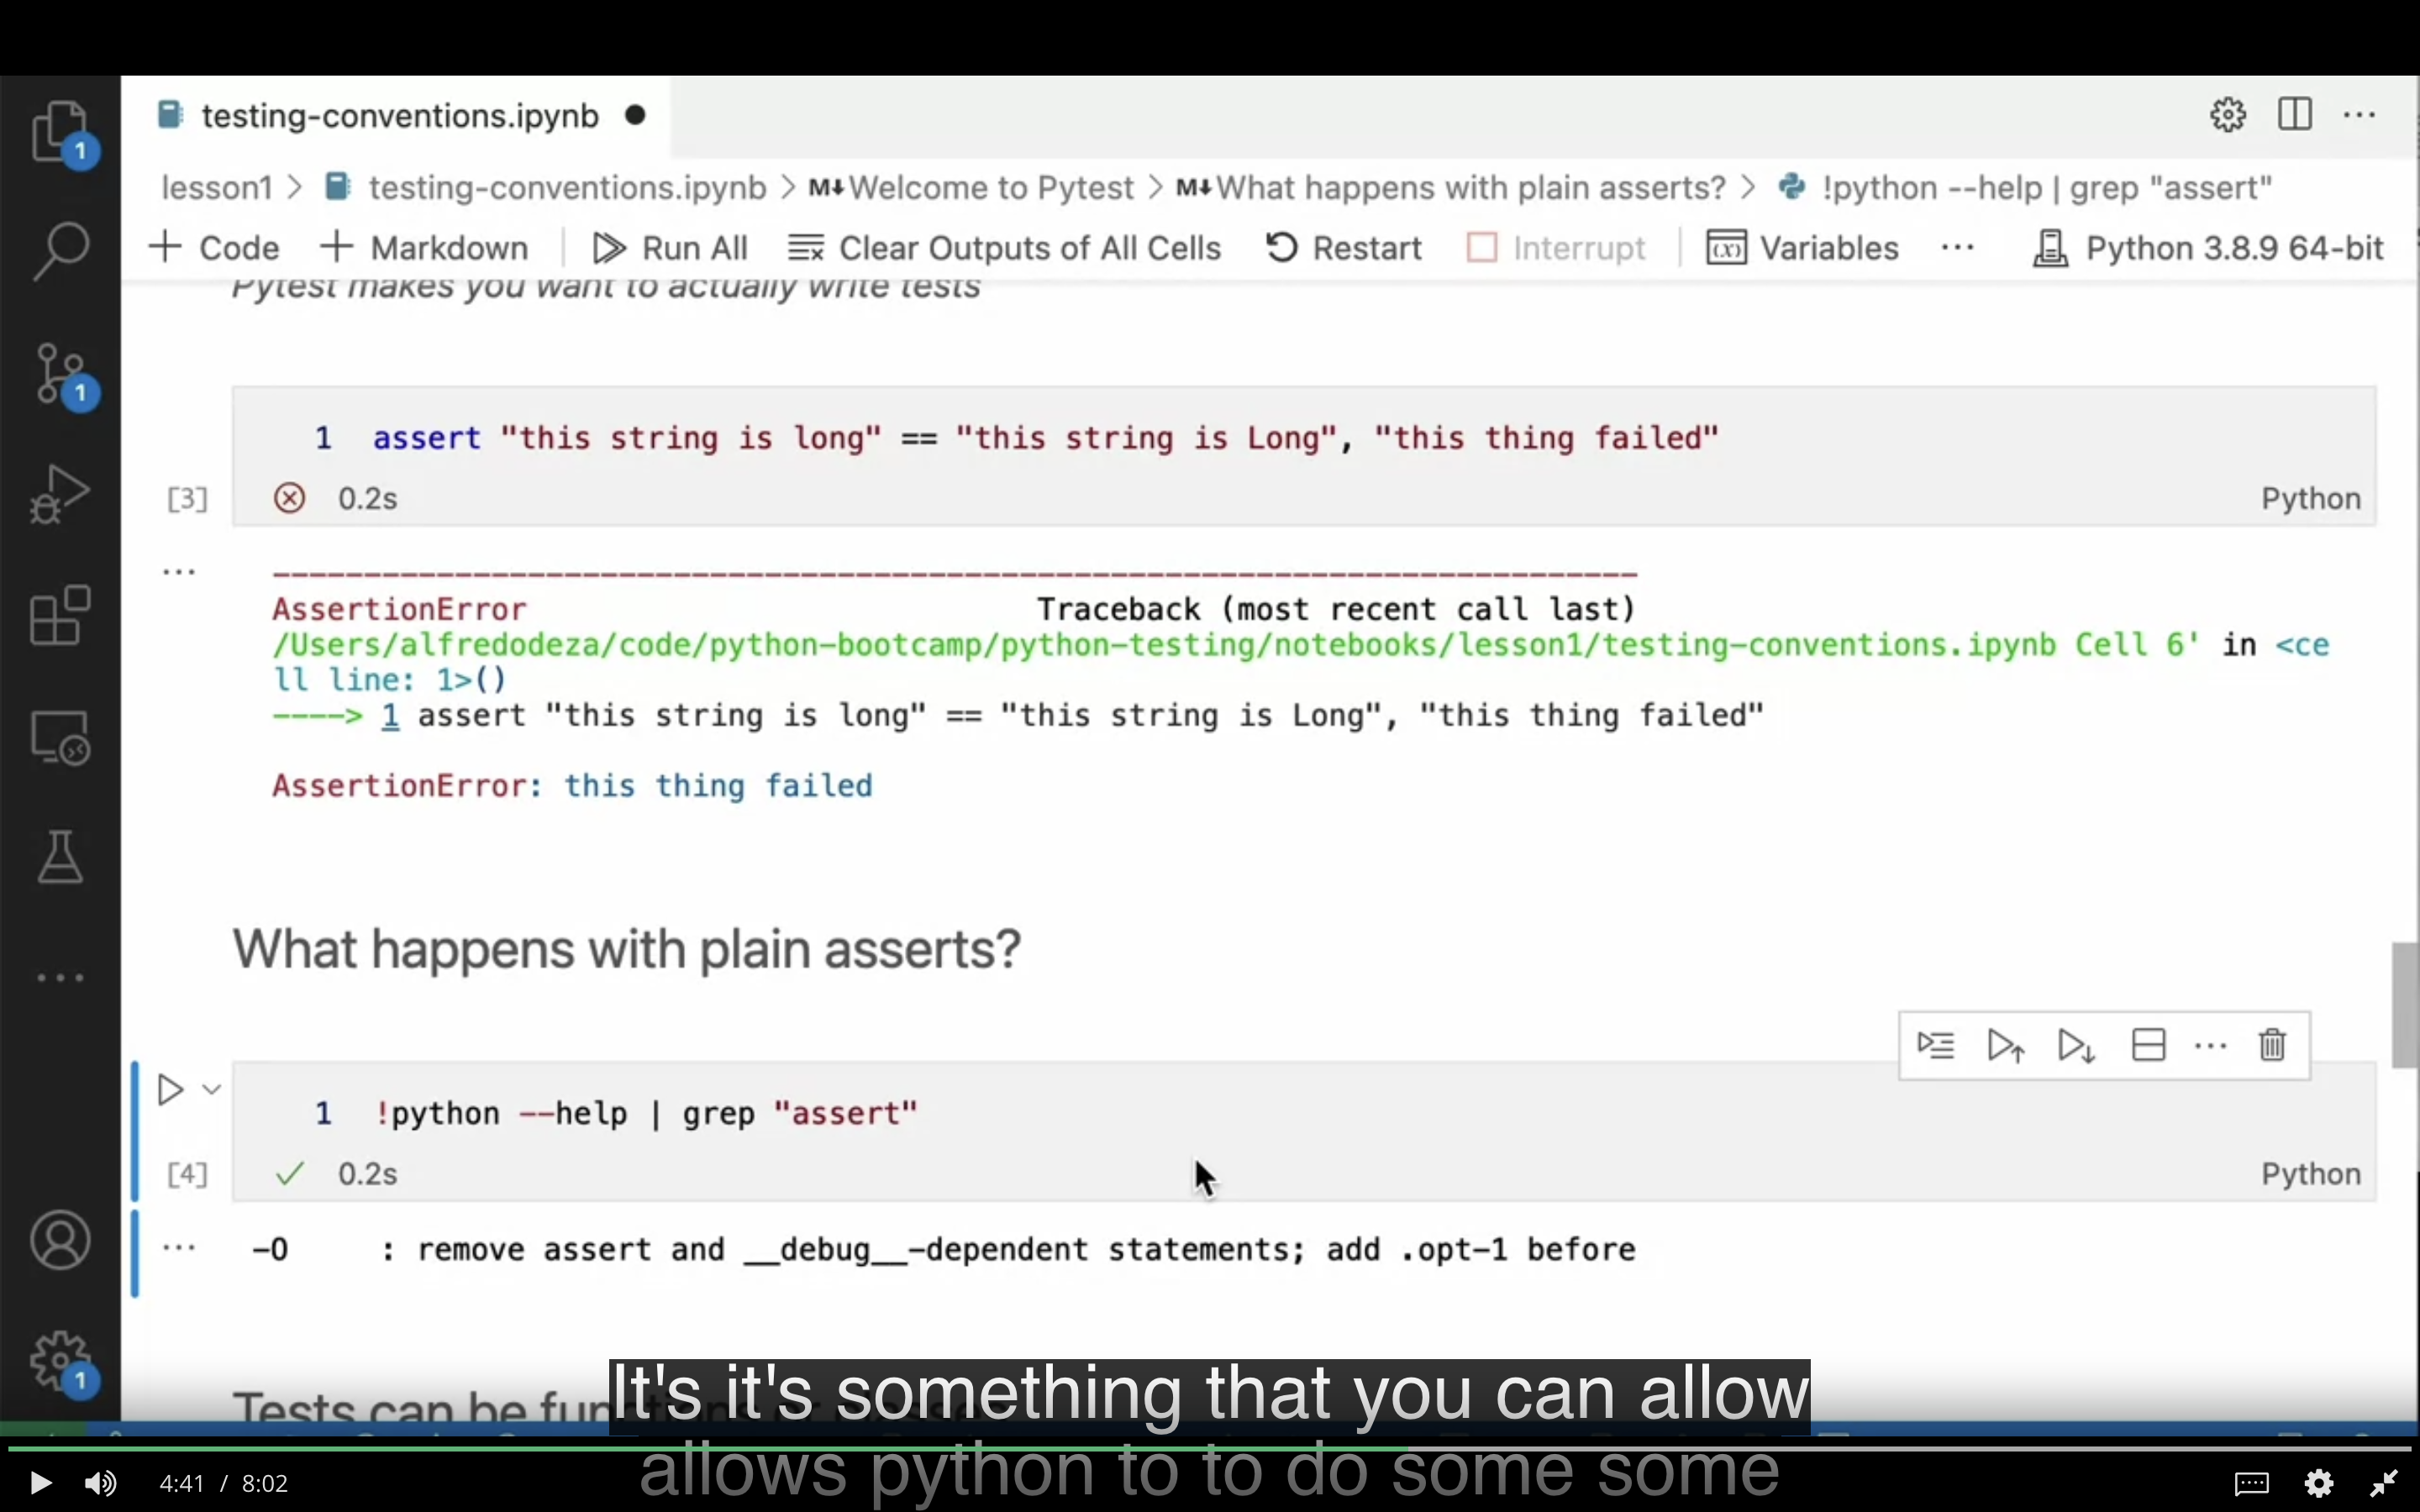 testing-conventions.ipynb ●
1
lesson1 > testing-conventions.ipynb > M↓ Welcome to Pytest > M↓ What happens with plain asserts? > !python --help | grep "assert"
+ Code + Markdown | Run All Clear Outputs of All Cells Restart Interrupt | (x) Variables ... Python 3.8.9 64-bit
Pytest makes you want to actually write tests
1
1 assert "this string is long" == "this string is Long", "this thing failed"
[3] 0.2s Python
...
AssertionError Traceback (most recent call last)
/Users/alfredodeza/code/python-bootcamp/python-testing/notebooks/lesson1/testing-conventions.ipynb Cell 6' in <ce
ll line: 1>()
----> 1 assert "this string is long" == "this string is Long", "this thing failed"
AssertionError: this thing failed
What happens with plain asserts?
1 !python --help | grep "assert"
[4] 0.2s Python
... -O : remove assert and __debug__-dependent statements; add .opt-1 before
1
Tests can be fun
It's it's something that you can allow
allows python to to do some some
4:41 / 8:02